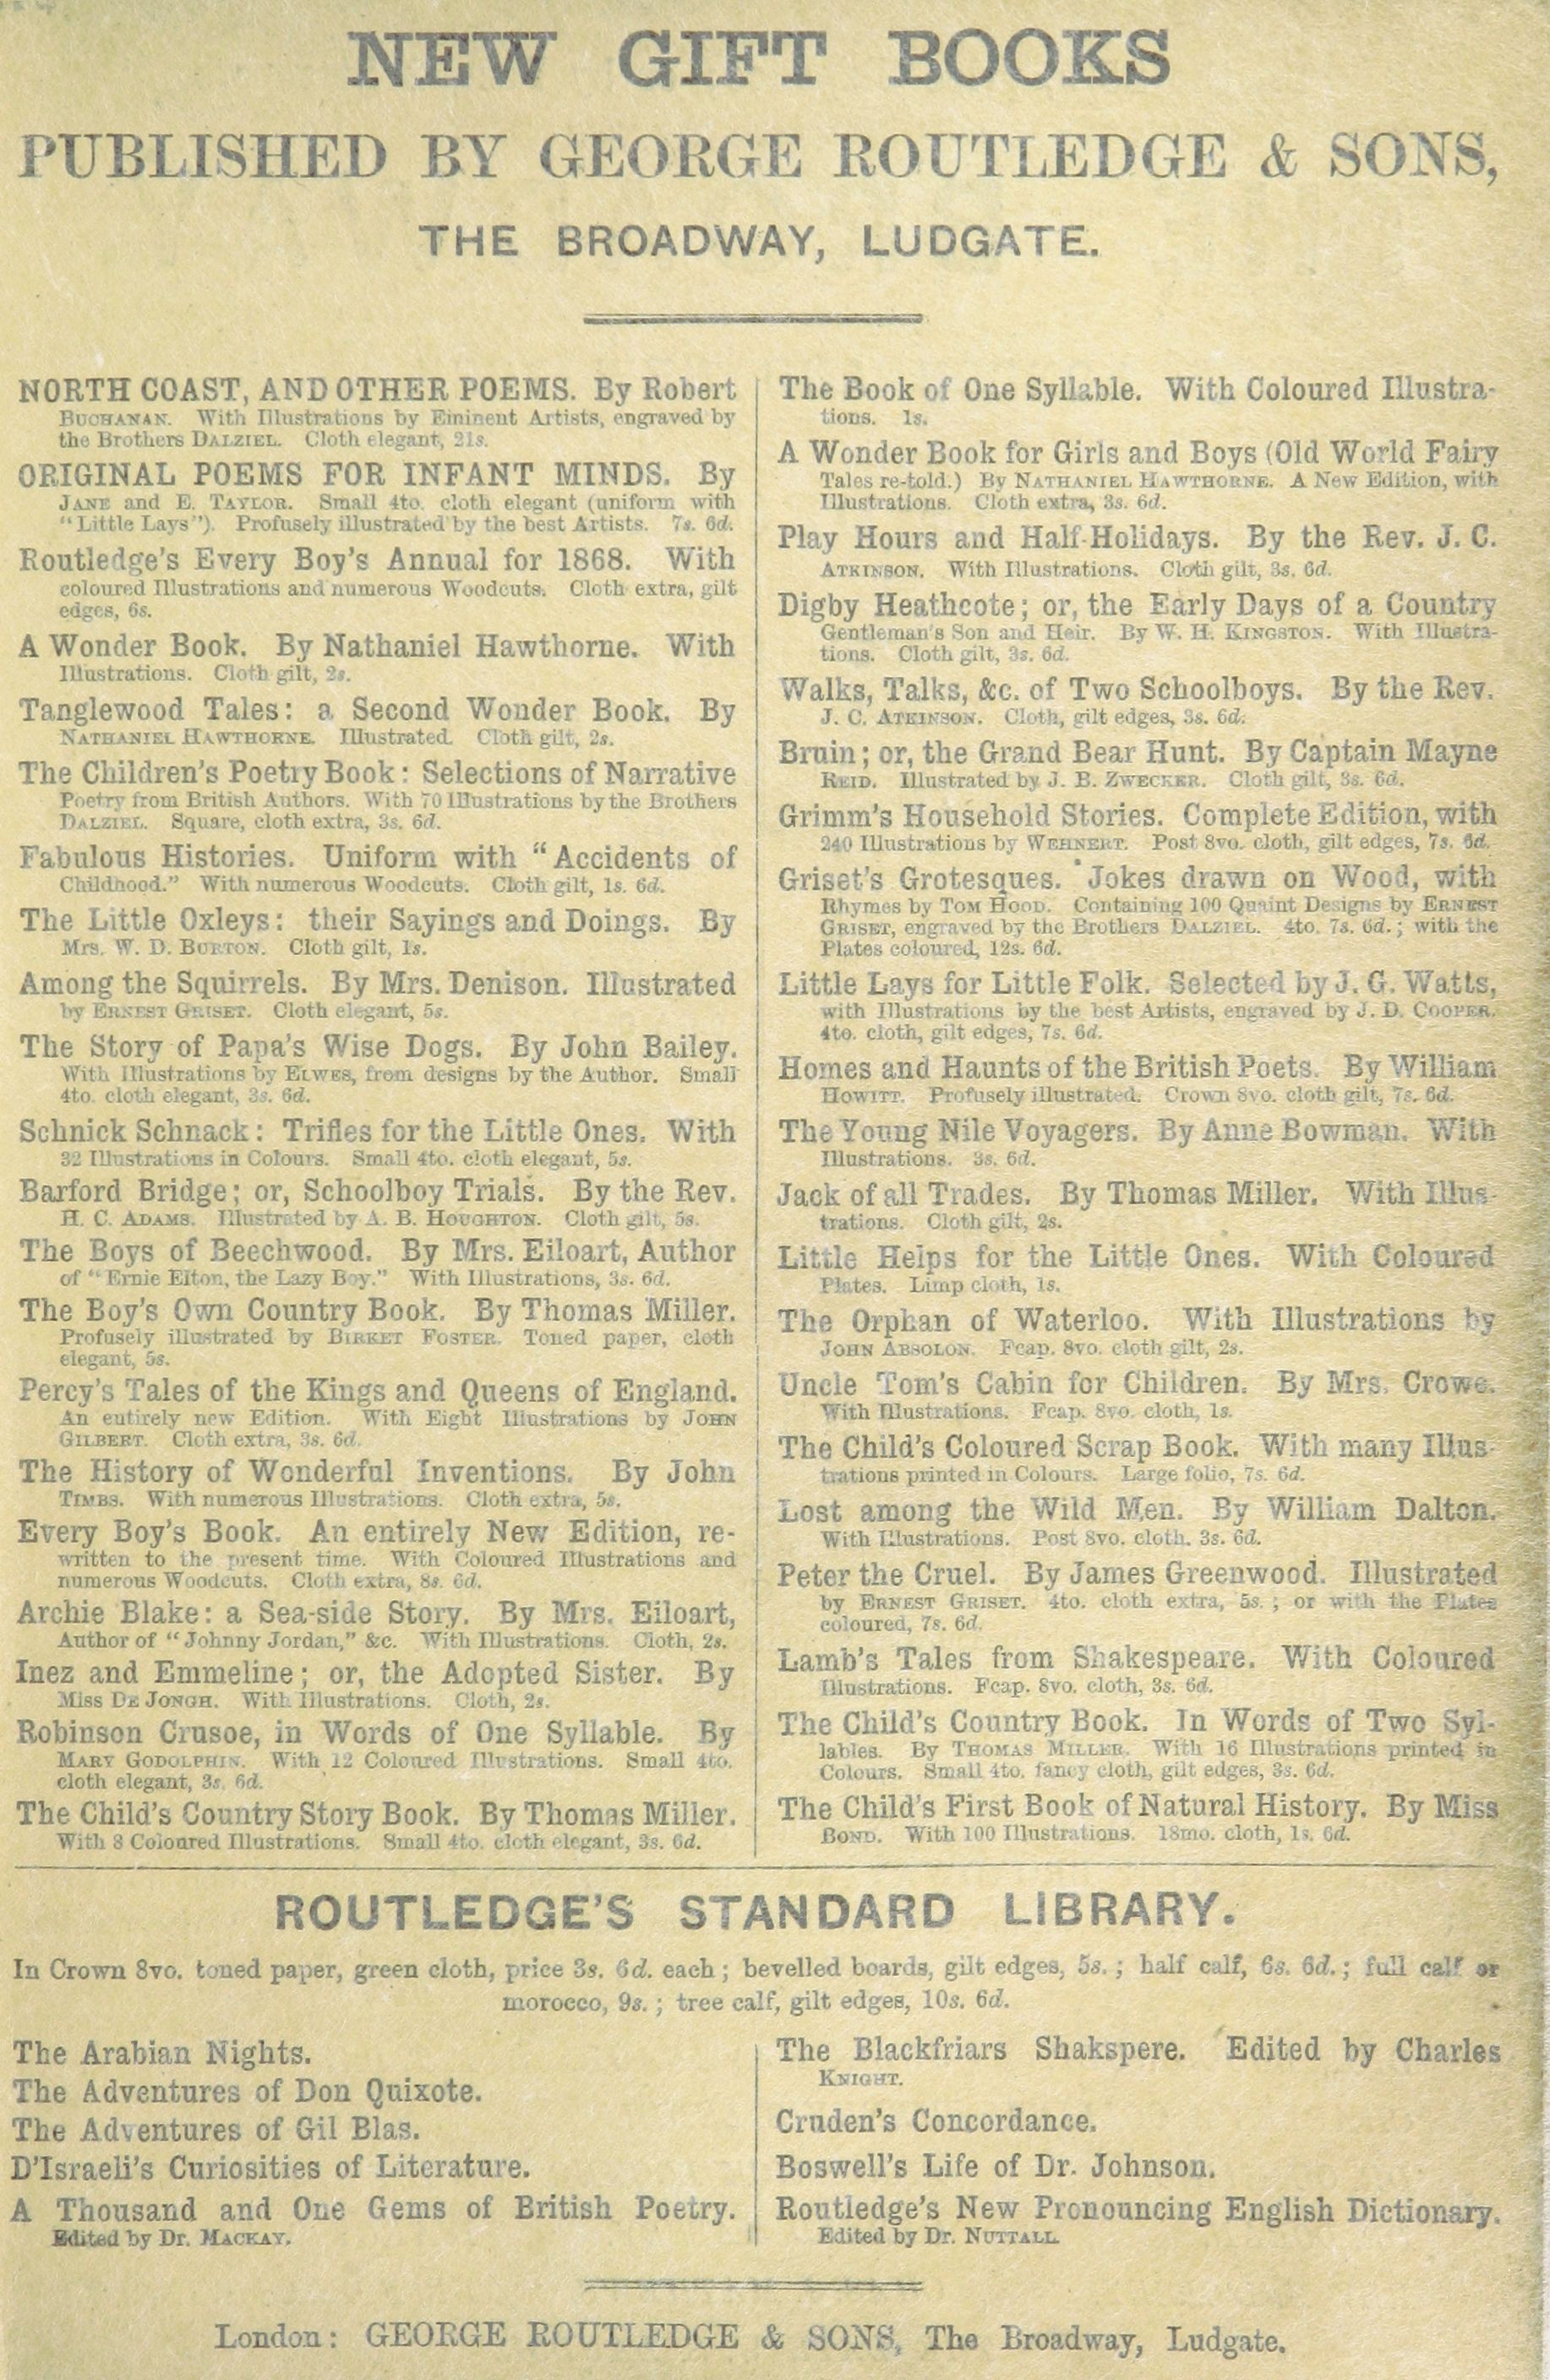 NEW GIFT BOOKS
PUBLISHED BY GEORGE ROUTLEDGE & SONS,
THE BROADWAY, LUDGATE.
NORTH COAST, AND OTHER POEMS. By Robert
BUCHANAN. With Illustrations by Eminent Artists, engraved by
the Brothers DALZIEL. Cloth elegant, 21s.
ORIGINAL POEMS FOR INFANT MINDS. By
JANE and E. TAYLOR. Small 4to. cloth elegant (uniform with
"Little Lays"). Profusely illustrated by the best Artists. 7s. 6d.
Routledge's Every Boy's Annual for 1868. With
coloured Illustrations and numerous Woodcuts. Cloth extra, gilt
edges, 6s.
A Wonder Book. By Nathaniel Hawthorne. With
Illustrations. Cloth gilt, 2s.
Tanglewood Tales: a Second Wonder Book. By
NATHANIEL HAWTHORNE. Illustrated. Cloth gilt, 2s.
The Children's Poetry Book: Selections of Narrative
Poetry from British Authors. With 70 Illustrations by the Brothers
DALZIEL. Square, cloth extra, 3s. 6d.
Fabulous Histories. Uniform with "Accidents of
Childhood." With numerous Woodcuts. Cloth gilt, 1s. 6d.
The Little Oxleys: their Sayings and Doings. By
Mrs. W. D. BURTON. Cloth gilt, 1s.
Among the Squirrels. By Mrs. Denison. Illustrated
by ERNEST GRISET. Cloth elegant, 5s.
The Story of Papa's Wise Dogs. By John Bailey.
With Illustrations by ELWES, from designs by the Author. Small
4to. cloth elegant, 3s. 6d.
Schnick Schnack: Trifles for the Little Ones. With
32 Illustrations in Colours. Small 4to. cloth elegant, 5s.
Barford Bridge; or, Schoolboy Trials. By the Rev.
H. C. ADAMS. Illustrated by A. B. HOUGHTON. Cloth gilt, 5s.
The Boys of Beechwood. By Mrs. Eiloart, Author
of "Ernie Elton, the Lazy Boy." With Illustrations, 3s. 6d.
The Boy's Own Country Book. By Thomas Miller.
Profusely illustrated by BIRKET FOSTER. Toned paper, cloth
elegant, 5s.
Percy's Tales of the Kings and Queens of England.
An entirely new Edition. With Eight Illustrations by JOHN
GILBERT. Cloth extra, 3s. 6d.
The History of Wonderful Inventions. By John
TIMBS. With numerous Illustrations. Cloth extra, 5s.
Every Boy's Book. An entirely New Edition, re-
written to the present time. With Coloured Illustrations and
numerous Woodcuts. Cloth extra, 8s. 6d.
Archie Blake: a Sea-side Story. By Mrs. Eiloart,
Author of "Johnny Jordan," &c. With Illustrations. Cloth, 2s.
Inez and Emmeline; or, the Adopted Sister. By
Miss DE JONGH. With Illustrations. Cloth, 2s.
Robinson Crusoe, in Words of One Syllable. By
MARY GODOLPHIN. With 12 Coloured Illustrations. Small 4to.
cloth elegant, 3s. 6d.
The Child's Country Story Book. By Thomas Miller.
With 8 Coloured Illustrations. Small 4to. cloth elegant, 3s. 6d.
The Book of One Syllable. With Coloured Illustra-
tions. 1s.
A Wonder Book for Girls and Boys (Old World Fairy
Tales re-told.) By NATHANIEL HAWTHORNE. A New Edition, with
Illustrations. Cloth extra, 3s. 6d.
Play Hours and Half-Holidays. By the Rev. J. C.
ATKINSON. With Illustrations. Cloth gilt, 3s. 6d.
Digby Heathcote; or, the Early Days of a Country
Gentleman's Son and Heir. By W. H. KINGSTON. With Illustra-
tions. Cloth gilt, 3s. 6d.
Walks, Talks, &c. of Two Schoolboys. By the Rev.
J. C. ATKINSON. Cloth, gilt edges, 3s. 6d.
Bruin; or, the Grand Bear Hunt. By Captain Mayne
REID. Illustrated by J. B. ZWECKER. Cloth gilt, 3s. 6d.
Grimm's Household Stories. Complete Edition, with
240 Illustrations by WEHNERT. Post 8vo. cloth, gilt edges, 7s. 6d.
Griset's Grotesques. Jokes drawn on Wood, with
Rhymes by TOM HOOD. Containing 100 Quaint Designs by ERNEST
GRISET, engraved by the Brothers DALZIEL. 4to. 7s. 6d.; with the
Plates coloured, 12s. 6d.
Little Lays for Little Folk. Selected by J. G. Watts,
with Illustrations by the best Artists, engraved by J. D. COOPER.
4to. cloth, gilt edges, 7s. 6d.
Homes and Haunts of the British Poets. By William
HOWITT. Profusely illustrated. Crown 8vo. cloth gilt, 7s. 6d.
The Young Nile Voyagers. By Anne Bowman. With
Illustrations. 3s. 6d.
Jack of all Trades. By Thomas Miller. With Illus-
trations. Cloth gilt, 2s.
Little Helps for the Little Ones. With Coloured
Plates. Limp cloth, 1s.
The Orphan of Waterloo. With Illustrations by
JOHN ABSOLON. Fcap. 8vo. cloth gilt, 2s.
Uncle Tom's Cabin for Children. By Mrs. Crowe.
With Illustrations. Fcap. 8vo. cloth, 1s.
The Child's Coloured Scrap Book. With many Illus-
trations printed in Colours. Large folio, 7s. 6d.
Lost among the Wild Men. By William Dalton.
With Illustrations. Post 8vo. cloth. 3s. 6d.
Peter the Cruel. By James Greenwood. Illustrated
by ERNEST GRISET. 4to. cloth extra, 5s.; or with the Plates
coloured, 7s. 6d.
Lamb's Tales from Shakespeare. With Coloured
Illustrations. Fcap. 8vo. cloth, 3s. 6d.
The Child's Country Book. In Words of Two Syl-
lables. By THOMAS MILLER. With 16 Illustrations printed in
Colours. Small 4to. fancy cloth, gilt edges, 3s. 6d.
The Child's First Book of Natural History. By Miss
BOND. With 100 Illustrations. 18mo. cloth, 1s. 6d.
ROUTLEDGE'S STANDARD LIBRARY.
In Crown 8vo. toned paper, green cloth, price 3s. 6d. each; bevelled boards, gilt edges, 5s.; half calf, 6s. 6d.; full calf or
morocco, 9s.; tree calf, gilt edges, 10s. 6d.
The Arabian Nights.
The Adventures of Don Quixote.
The Adventures of Gil Blas.
D'Israeli's Curiosities of Literature.
A Thousand and One Gems of British Poetry.
Edited by Dr. MACKAY.
The Blackfriars Shakspere. Edited by Charles
KNIGHT.
Cruden's Concordance.
Boswell's Life of Dr. Johnson.
Routledge's New Pronouncing English Dictionary.
Edited by Dr. NUTTALL.
London: GEORGE ROUTLEDGE & SONS, The Broadway, Ludgate.